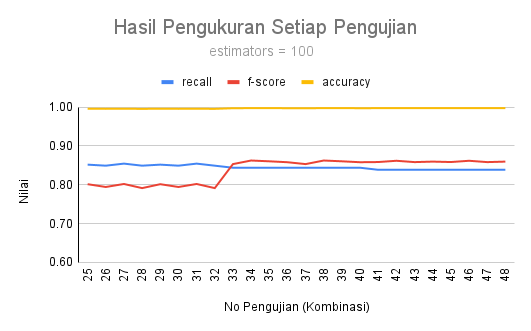 Hasil Pengukuran Setiap Pengujian
estimators = 100
recall f-score accuracy
1.00
0.90
0.80
0.70
0.60
Nilai
25 26 27 28 29 30 31 32 33 34 35 36 37 38 39 40 41 42 43 44 45 46 47 48
No Pengujian (Kombinasi)